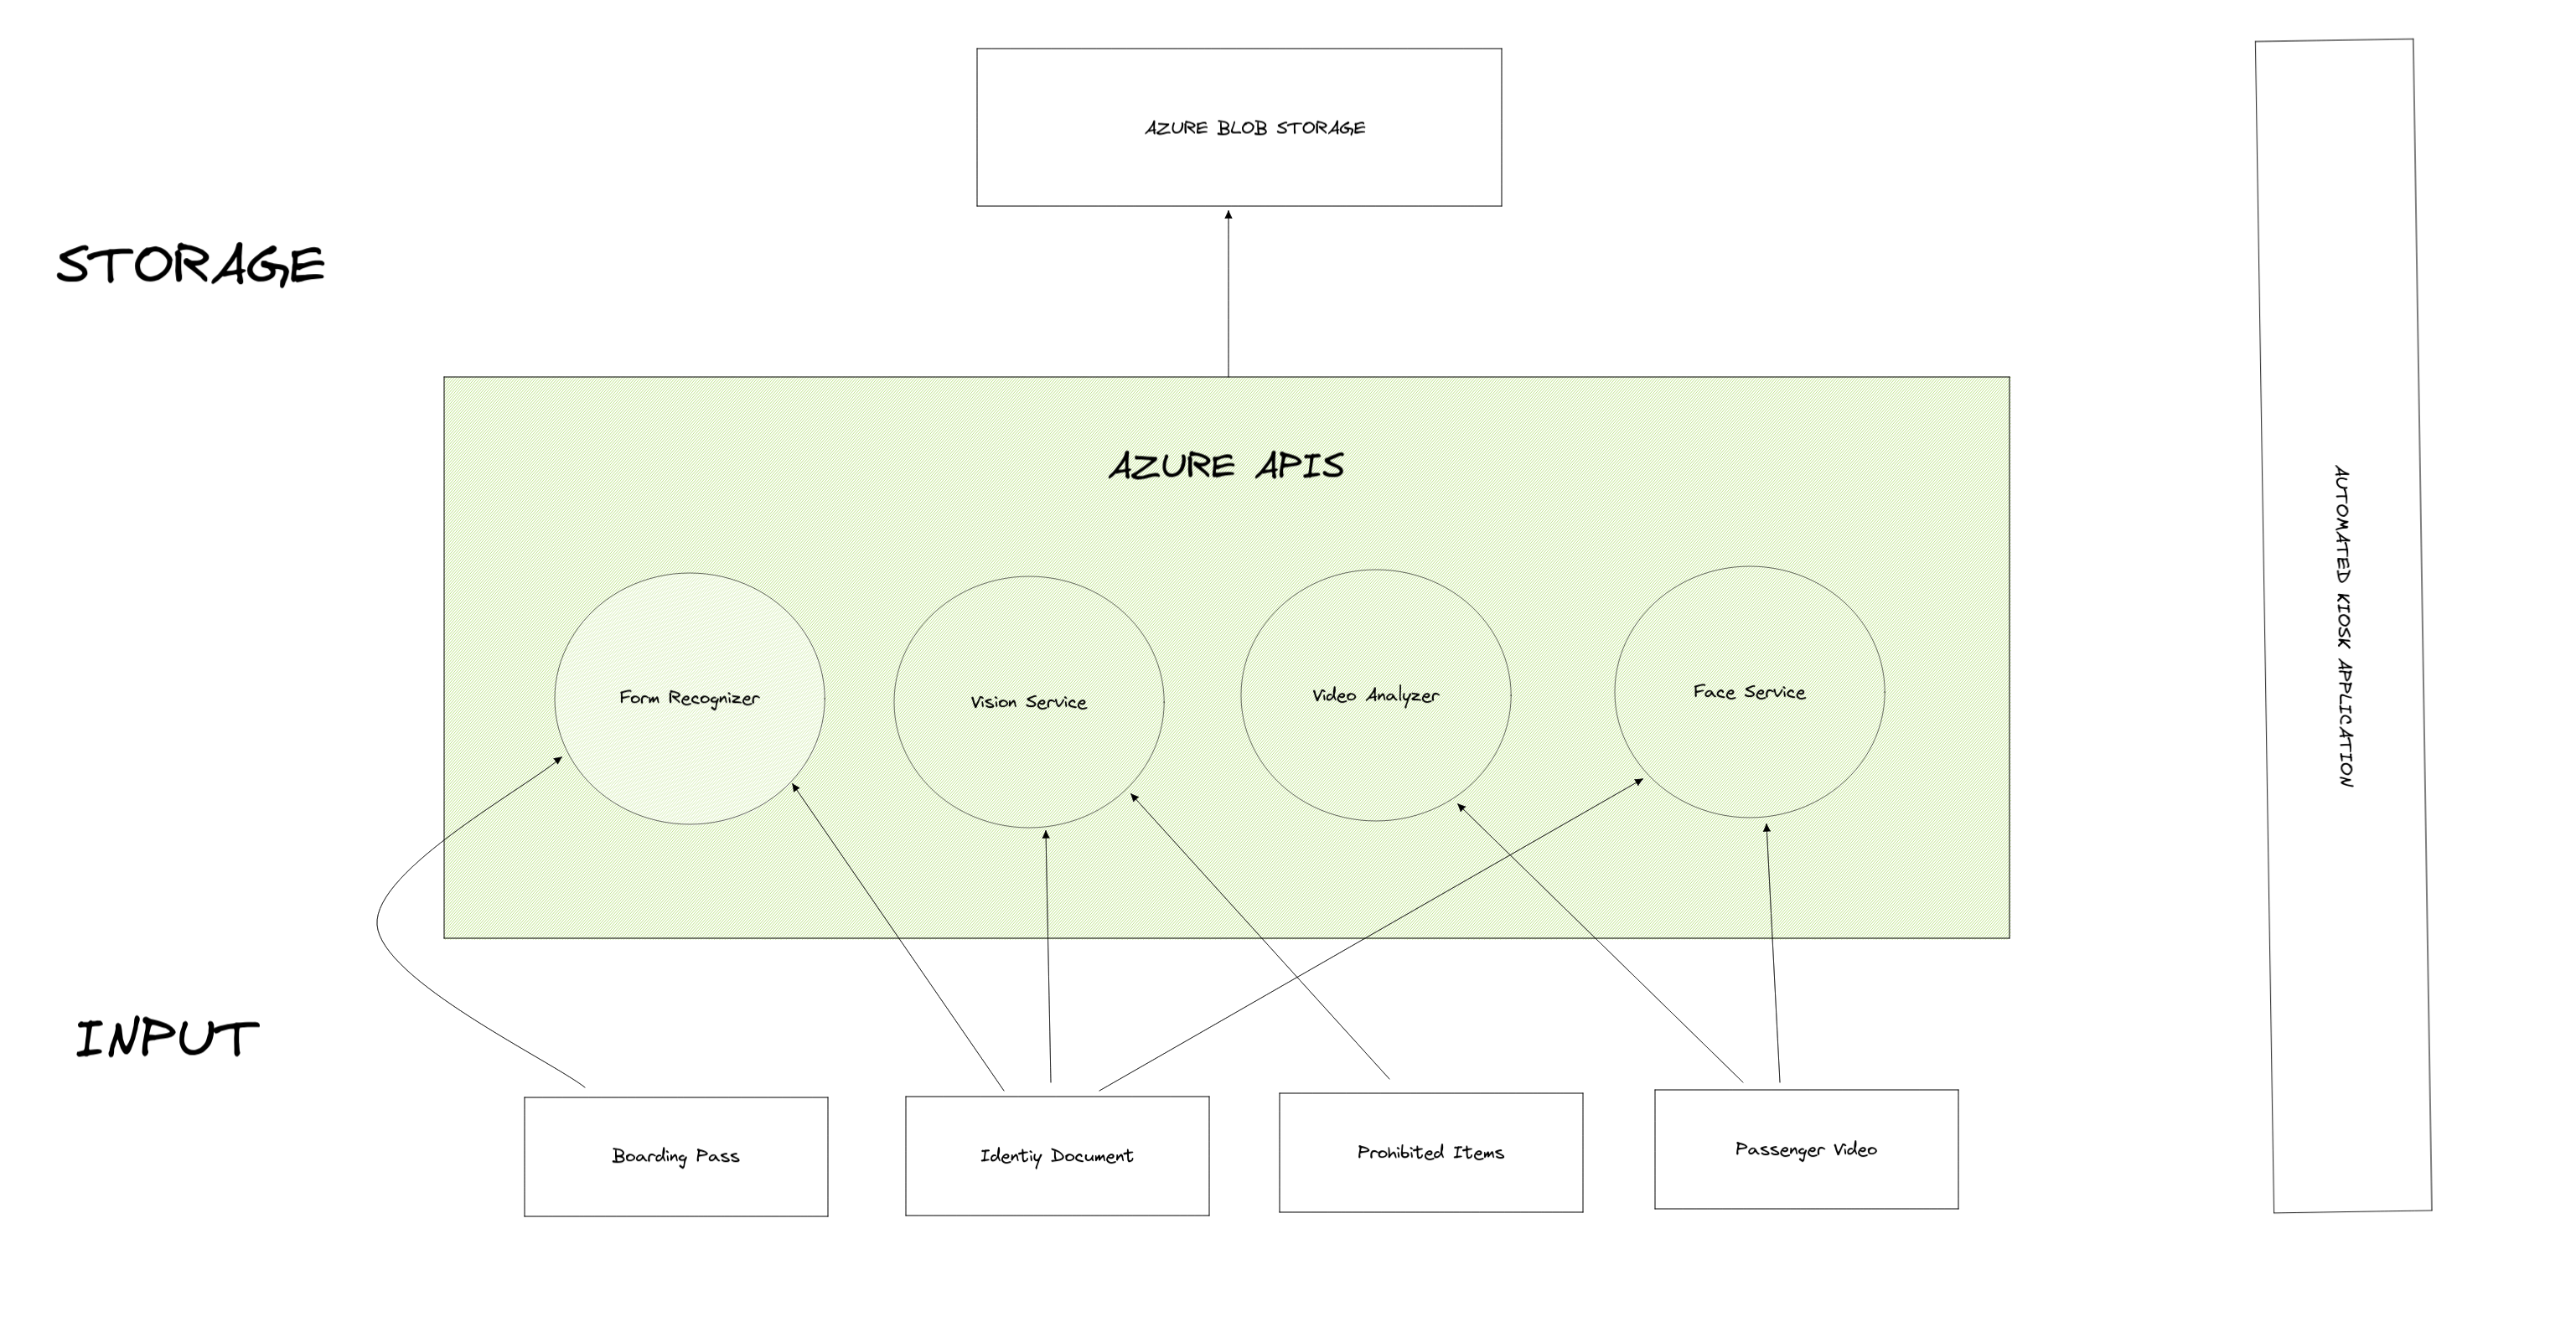 AZURE BLOB STORAGE
STORAGE
AZURE APIS
Form Recognizer
Vision Service
Video Analyzer
Face Service
INPUT
Boarding Pass
Identiy Document
Prohibited Items
Passenger Video
AUTOMATED KIOSK APPLICATION